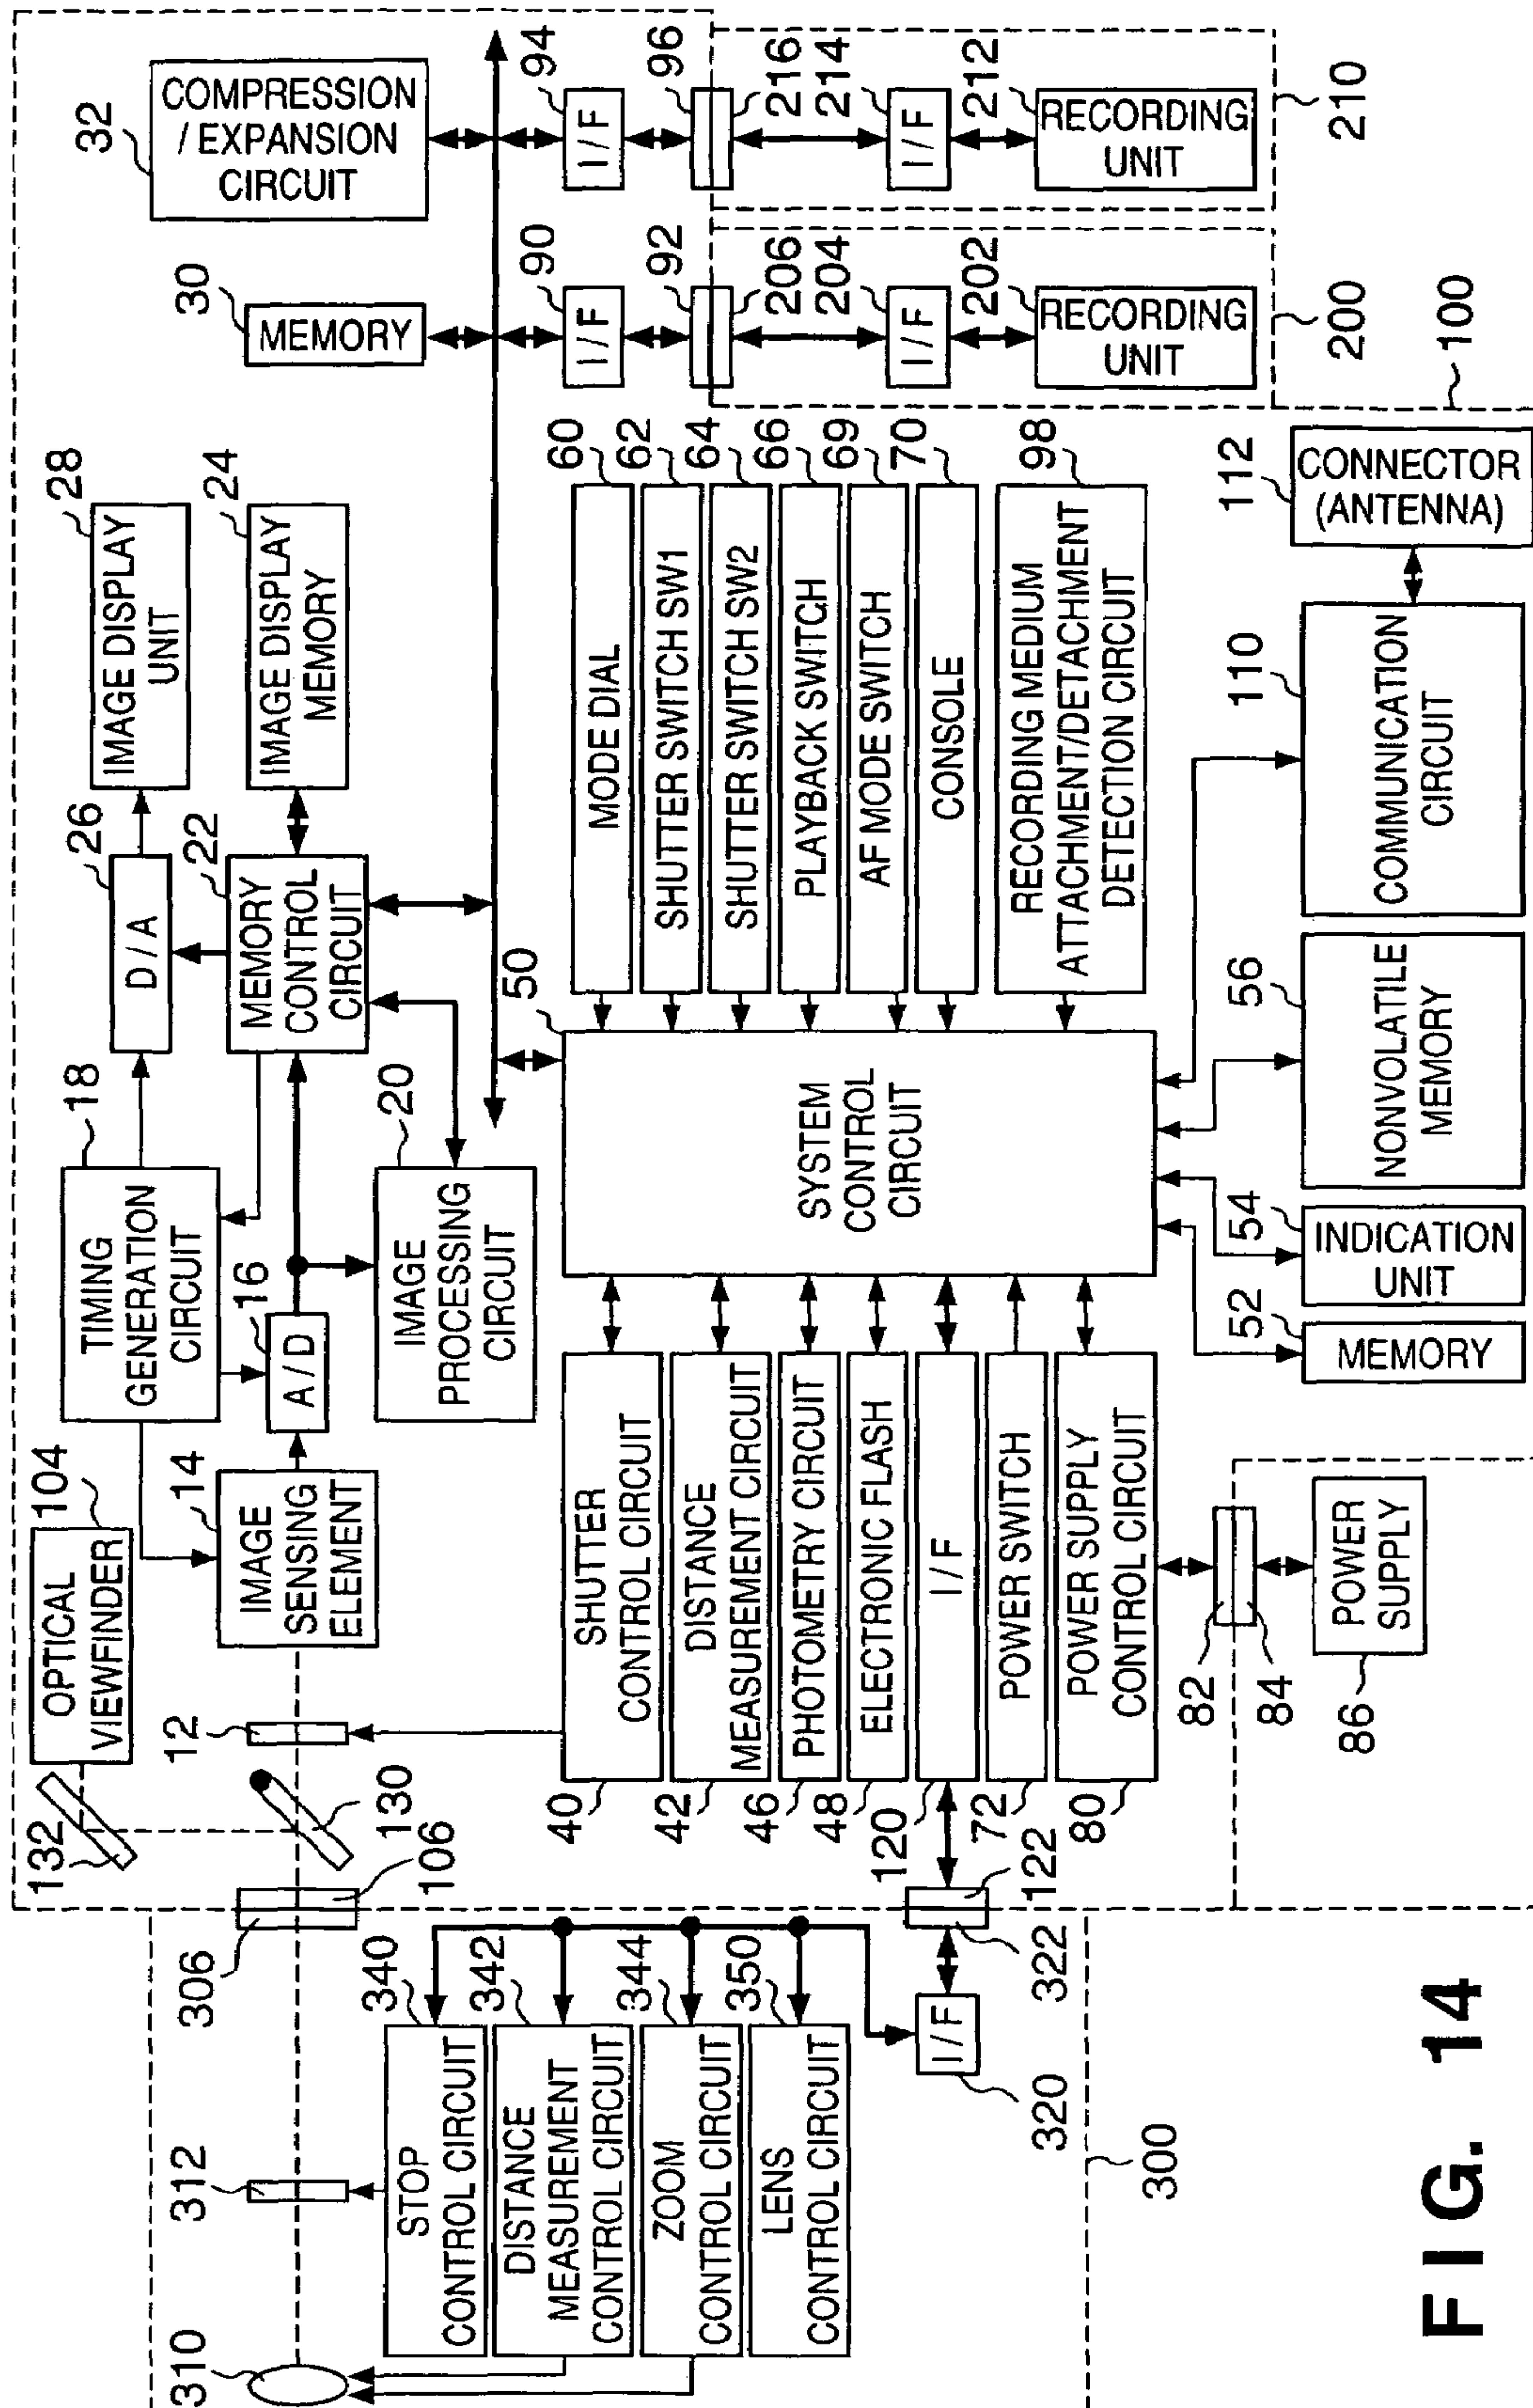 310
312
306
106
132
130
12
OPTICAL
VIEWFINDER
104
14
IMAGE
SENSING
ELEMENT
TIMING
GENERATION
CIRCUIT
18
16
A/D
IMAGE
PROCESSING
CIRCUIT
20
D/A
26
MEMORY
CONTROL
CIRCUIT
22
IMAGE DISPLAY
UNIT
28
IMAGE DISPLAY
MEMORY
24
MEMORY
30
COMPRESSION
/ EXPANSION
CIRCUIT
32
STOP
CONTROL CIRCUIT
340
DISTANCE
MEASUREMENT
CONTROL CIRCUIT
342
ZOOM
CONTROL CIRCUIT
344
LENS
CONTROL CIRCUIT
350
I/F
320
322
122
300
SHUTTER
CONTROL CIRCUIT
40
DISTANCE
MEASUREMENT CIRCUIT
42
PHOTOMETRY CIRCUIT
46
ELECTRONIC FLASH
48
I/F
120
POWER SWITCH
72
POWER SUPPLY
CONTROL CIRCUIT
80
82
84
POWER
SUPPLY
86
SYSTEM
CONTROL
CIRCUIT
50
MODE DIAL
60
SHUTTER SWITCH SW1
62
SHUTTER SWITCH SW2
64
PLAYBACK SWITCH
66
AF MODE SWITCH
69
CONSOLE
70
RECORDING MEDIUM
ATTACHMENT/DETACHMENT
DETECTION CIRCUIT
98
MEMORY
52
INDICATION
UNIT
54
NONVOLATILE
MEMORY
56
COMMUNICATION
CIRCUIT
110
CONNECTOR
(ANTENNA)
112
100
I/F
90
92
206
I/F
204
RECORDING
UNIT
202
200
I/F
94
96
216
I/F
214
RECORDING
UNIT
212
210
FIG. 14